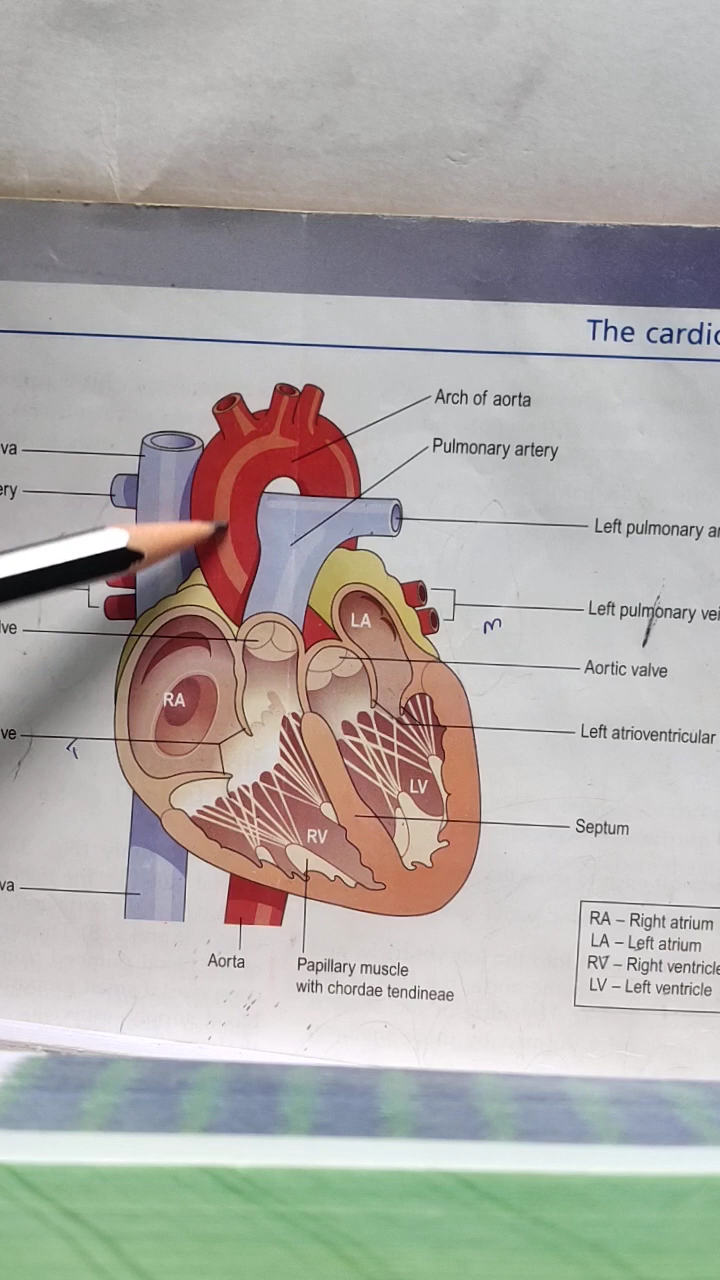 The cardio
Arch of aorta
Pulmonary artery
va
ery
Left pulmonary ar
Left pulmonary vei
lve
LA
Aortic valve
RA
ve
Left atrioventricular
LV
Septum
RV
va
Aorta
Papillary muscle
with chordae tendineae
RA – Right atrium
LA – Left atrium
RV – Right ventricle
LV – Left ventricle